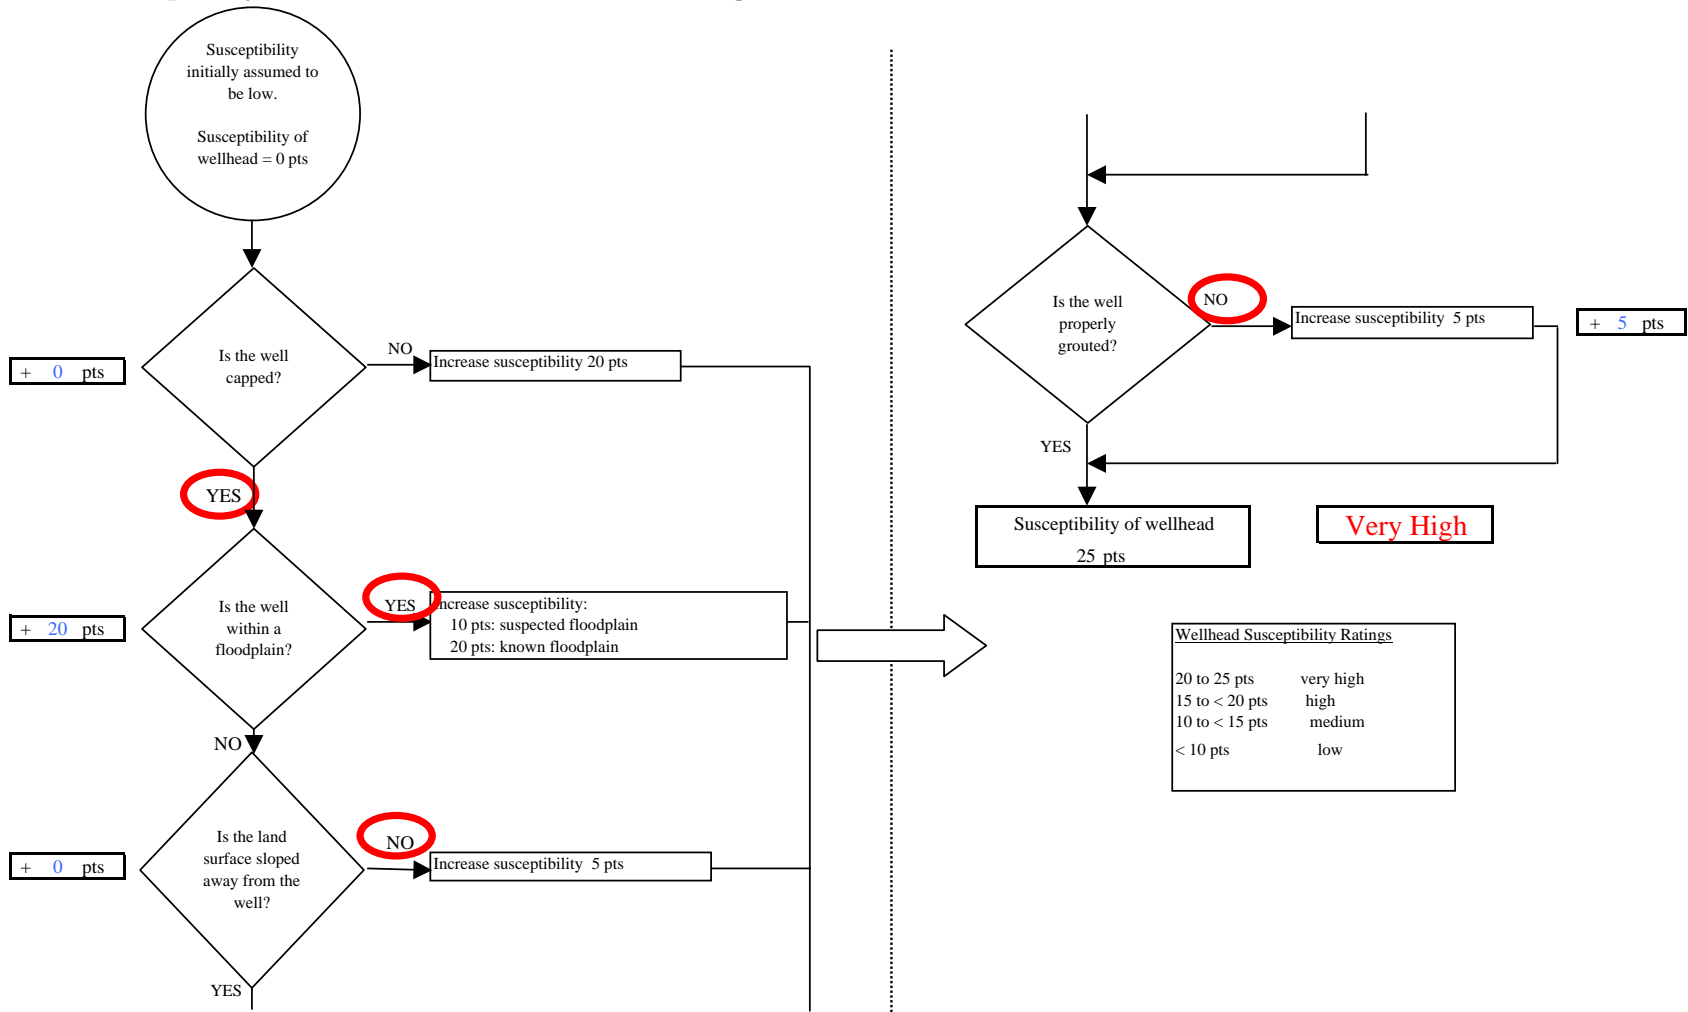 Susceptibility
initially assumed to
be low.
Susceptibility of
wellhead = 0 pts
Is the well
capped?
NO
Increase susceptibility 20 pts
+ 0 pts
YES
Is the well
within a
floodplain?
YES
Increase susceptibility:
10 pts: suspected floodplain
20 pts: known floodplain
+ 20 pts
NO
Is the land
surface sloped
away from the
well?
NO
Increase susceptibility 5 pts
+ 0 pts
YES
Is the well
properly
grouted?
NO
Increase susceptibility 5 pts
+ 5 pts
YES
Susceptibility of wellhead
25 pts
Very High
Wellhead Susceptibility Ratings
20 to 25 pts very high
15 to < 20 pts high
10 to < 15 pts medium
< 10 pts low